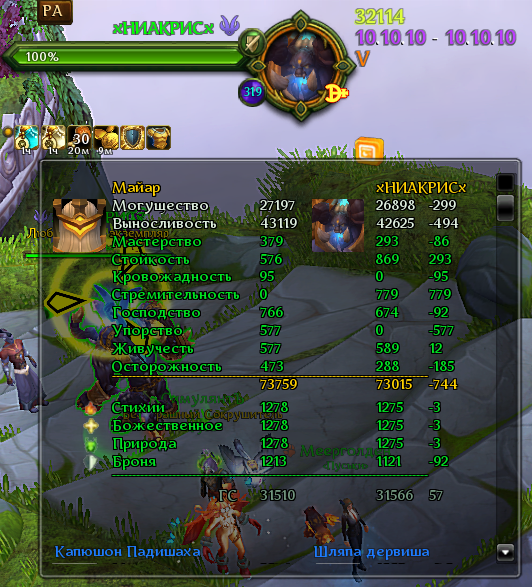 РА
×НИАКРИС×
32114
10.10.10 - 10.10.10
V
100%
319
1ч 1ч 30 20м 9м
Майар ×НИАКРИС×
Могущество 27197 26898 -299
Выносливость 43119 42625 -494
Мастерство 379 293 -86
Стойкость 576 869 293
Кровожадность 95 0 -95
Стремительность 0 779 779
Господство 766 674 -92
Упорство 577 0 -577
Живучесть 577 589 12
Осторожность 473 288 -185
73759 73015 -744
Стихии 1278 1275 -3
Божественное 1278 1275 -3
Природа 1278 1275 -3
Броня 1213 1121 -92
ГС 31510 31566 57
Капюшон Падишаха Шляпа дервиша